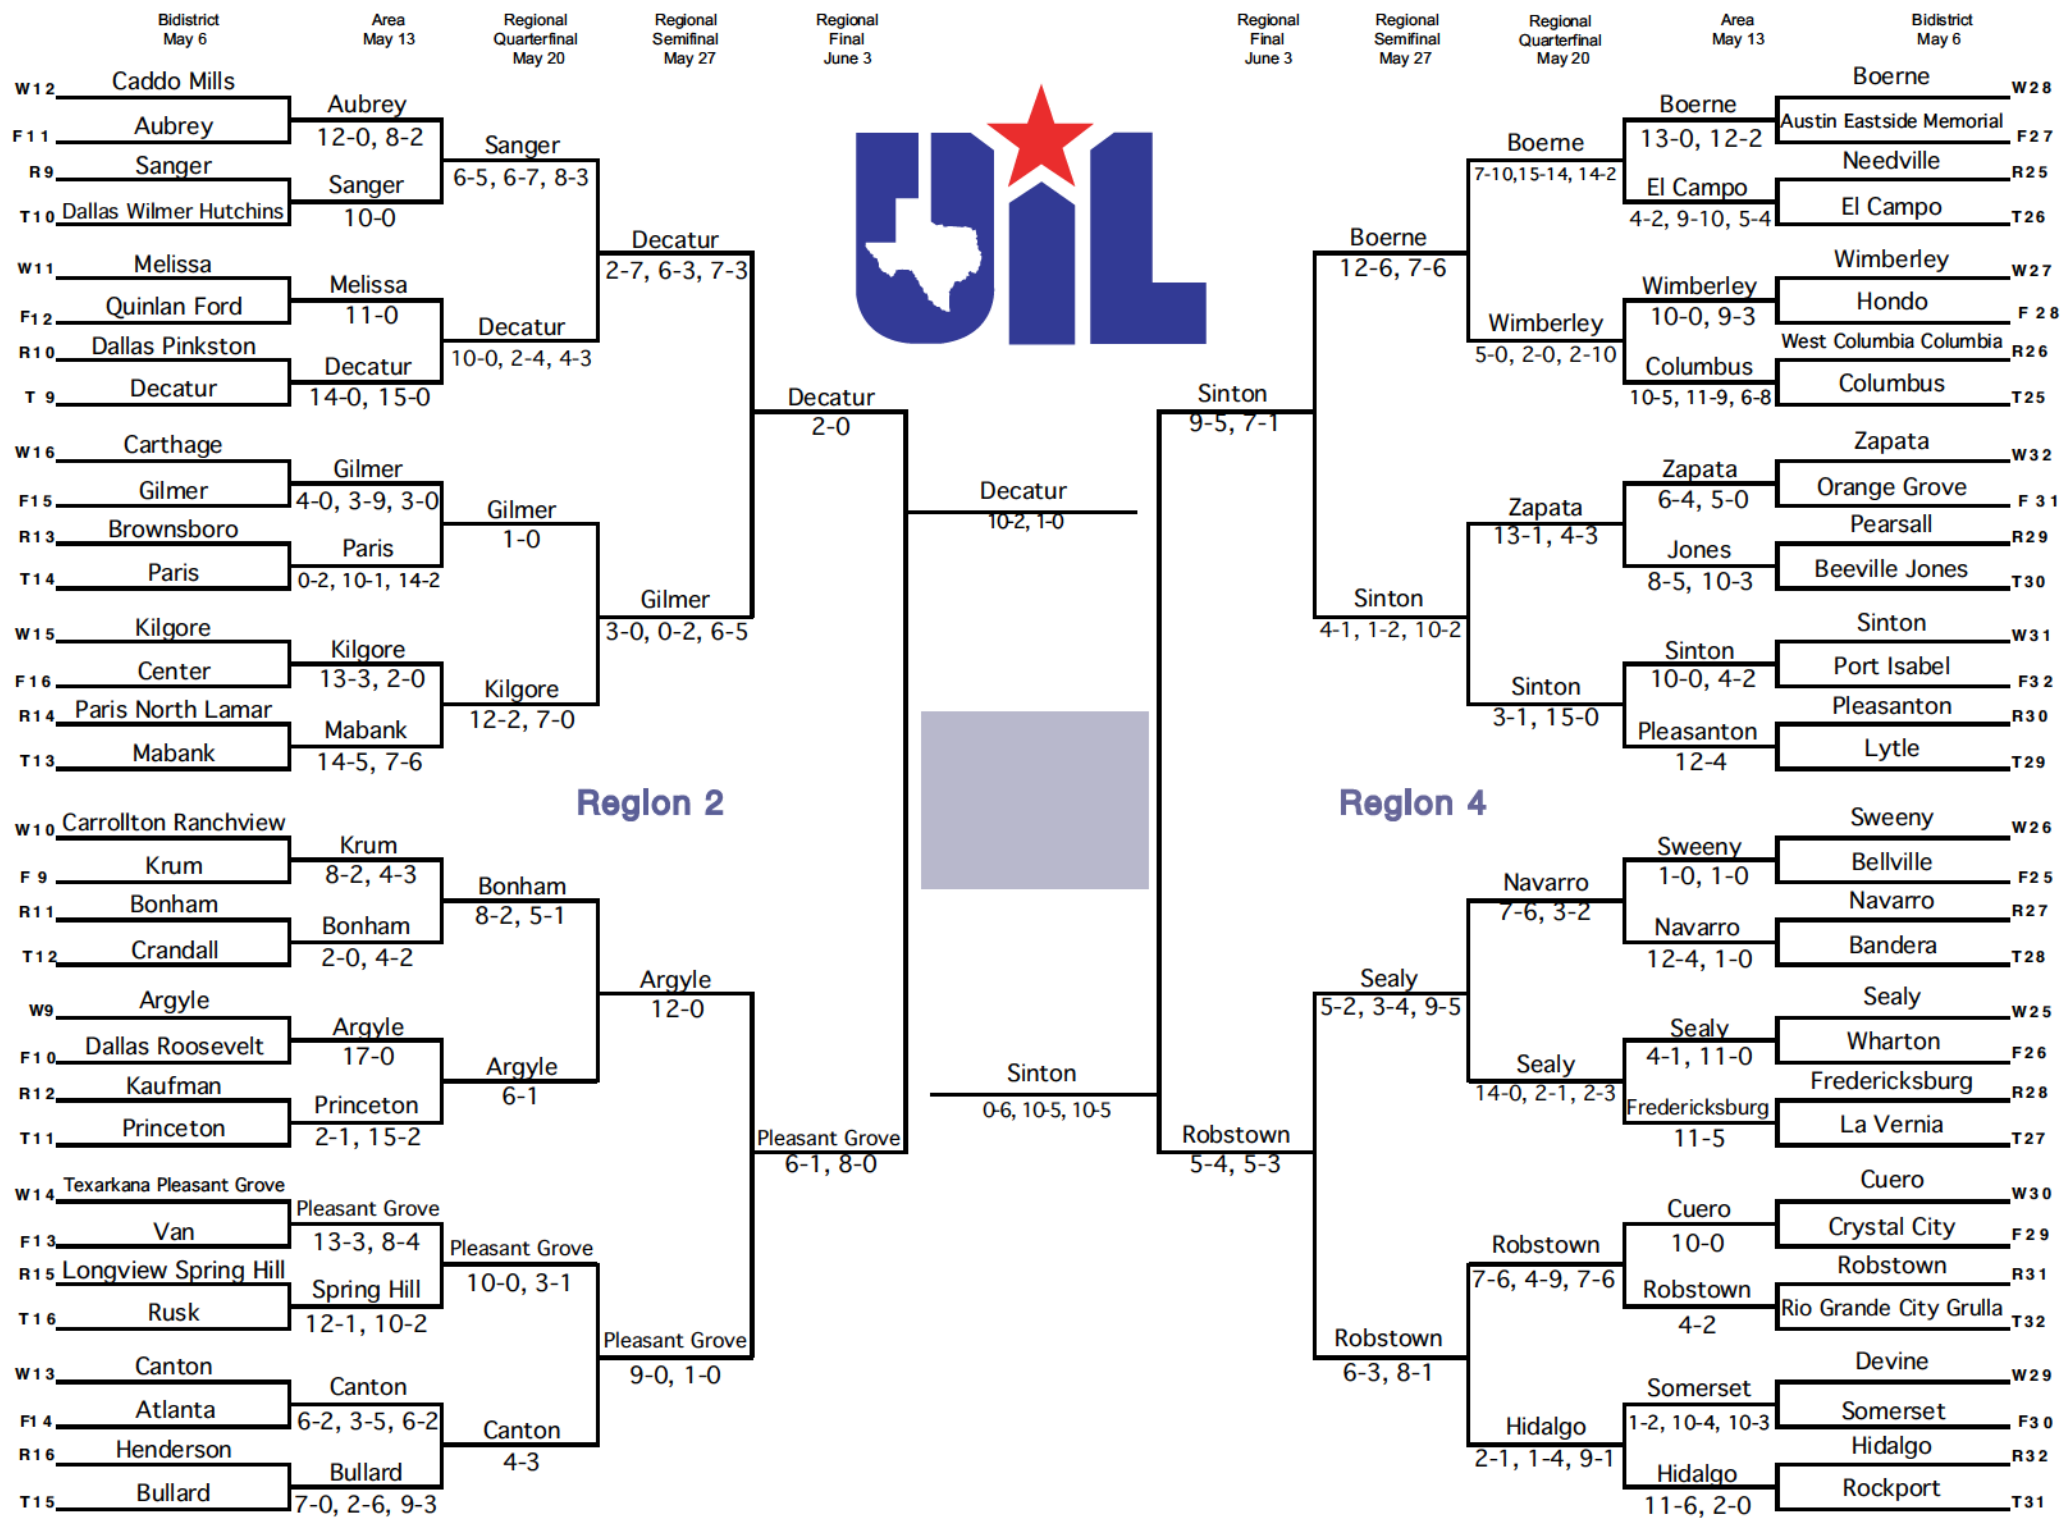 Bidistrict
May 6
Area
May 13
Regional
Quarterfinal
May 20
Regional
Semifinal
May 27
Regional
Final
June 3
Regional
Final
June 3
Regional
Semifinal
May 27
Regional
Quarterfinal
May 20
Area
May 13
Bidistrict
May 6
UIL
W12 Caddo Mills
F11 Aubrey
R9 Sanger
T10 Dallas Wilmer Hutchins
W11 Melissa
F12 Quinlan Ford
R10 Dallas Pinkston
T 9 Decatur
W16 Carthage
F15 Gilmer
R13 Brownsboro
T14 Paris
W15 Kilgore
F16 Center
R14 Paris North Lamar
T13 Mabank
W10 Carrollton Ranchview
F 9 Krum
R11 Bonham
T12 Crandall
W9 Argyle
F10 Dallas Roosevelt
R12 Kaufman
T11 Princeton
W14 Texarkana Pleasant Grove
F13 Van
R15 Longview Spring Hill
T16 Rusk
W13 Canton
F14 Atlanta
R16 Henderson
T15 Bullard
Aubrey
12-0, 8-2
Sanger
10-0
Melissa
11-0
Decatur
14-0, 15-0
Gilmer
4-0, 3-9, 3-0
Paris
0-2, 10-1, 14-2
Kilgore
13-3, 2-0
Mabank
14-5, 7-6
Krum
8-2, 4-3
Bonham
2-0, 4-2
Argyle
17-0
Princeton
2-1, 15-2
Pleasant Grove
13-3, 8-4
Spring Hill
12-1, 10-2
Canton
6-2, 3-5, 6-2
Bullard
7-0, 2-6, 9-3
Sanger
6-5, 6-7, 8-3
Decatur
10-0, 2-4, 4-3
Gilmer
1-0
Kilgore
12-2, 7-0
Bonham
8-2, 5-1
Argyle
6-1
Pleasant Grove
10-0, 3-1
Canton
4-3
Decatur
2-7, 6-3, 7-3
Gilmer
3-0, 0-2, 6-5
Region 2
Argyle
12-0
Pleasant Grove
9-0, 1-0
Decatur
2-0
Pleasant Grove
6-1, 8-0
Decatur
10-2, 1-0
Sinton
0-6, 10-5, 10-5
Sinton
9-5, 7-1
Robstown
5-4, 5-3
Boerne
12-6, 7-6
Sinton
4-1, 1-2, 10-2
Region 4
Sealy
5-2, 3-4, 9-5
Robstown
6-3, 8-1
Boerne
7-10,15-14, 14-2
Wimberley
5-0, 2-0, 2-10
Zapata
13-1, 4-3
Sinton
3-1, 15-0
Navarro
7-6, 3-2
Sealy
14-0, 2-1, 2-3
Robstown
7-6, 4-9, 7-6
Hidalgo
2-1, 1-4, 9-1
Boerne
13-0, 12-2
El Campo
4-2, 9-10, 5-4
Wimberley
10-0, 9-3
Columbus
10-5, 11-9, 6-8
Zapata
6-4, 5-0
Jones
8-5, 10-3
Sinton
10-0, 4-2
Pleasanton
12-4
Sweeny
1-0, 1-0
Navarro
12-4, 1-0
Sealy
4-1, 11-0
Fredericksburg
11-5
Cuero
10-0
Robstown
4-2
Somerset
1-2, 10-4, 10-3
Hidalgo
11-6, 2-0
Boerne W28
Austin Eastside Memorial F27
Needville R25
El Campo T26
Wimberley W27
Hondo F 28
West Columbia Columbia R26
Columbus T25
Zapata W32
Orange Grove F 31
Pearsall R29
Beeville Jones T30
Sinton W31
Port Isabel F32
Pleasanton R30
Lytle T29
Sweeny W26
Bellville F25
Navarro R27
Bandera T28
Sealy W25
Wharton F26
Fredericksburg R28
La Vernia T27
Cuero W30
Crystal City F29
Robstown R31
Rio Grande City Grulla T32
Devine W29
Somerset F30
Hidalgo R32
Rockport T31